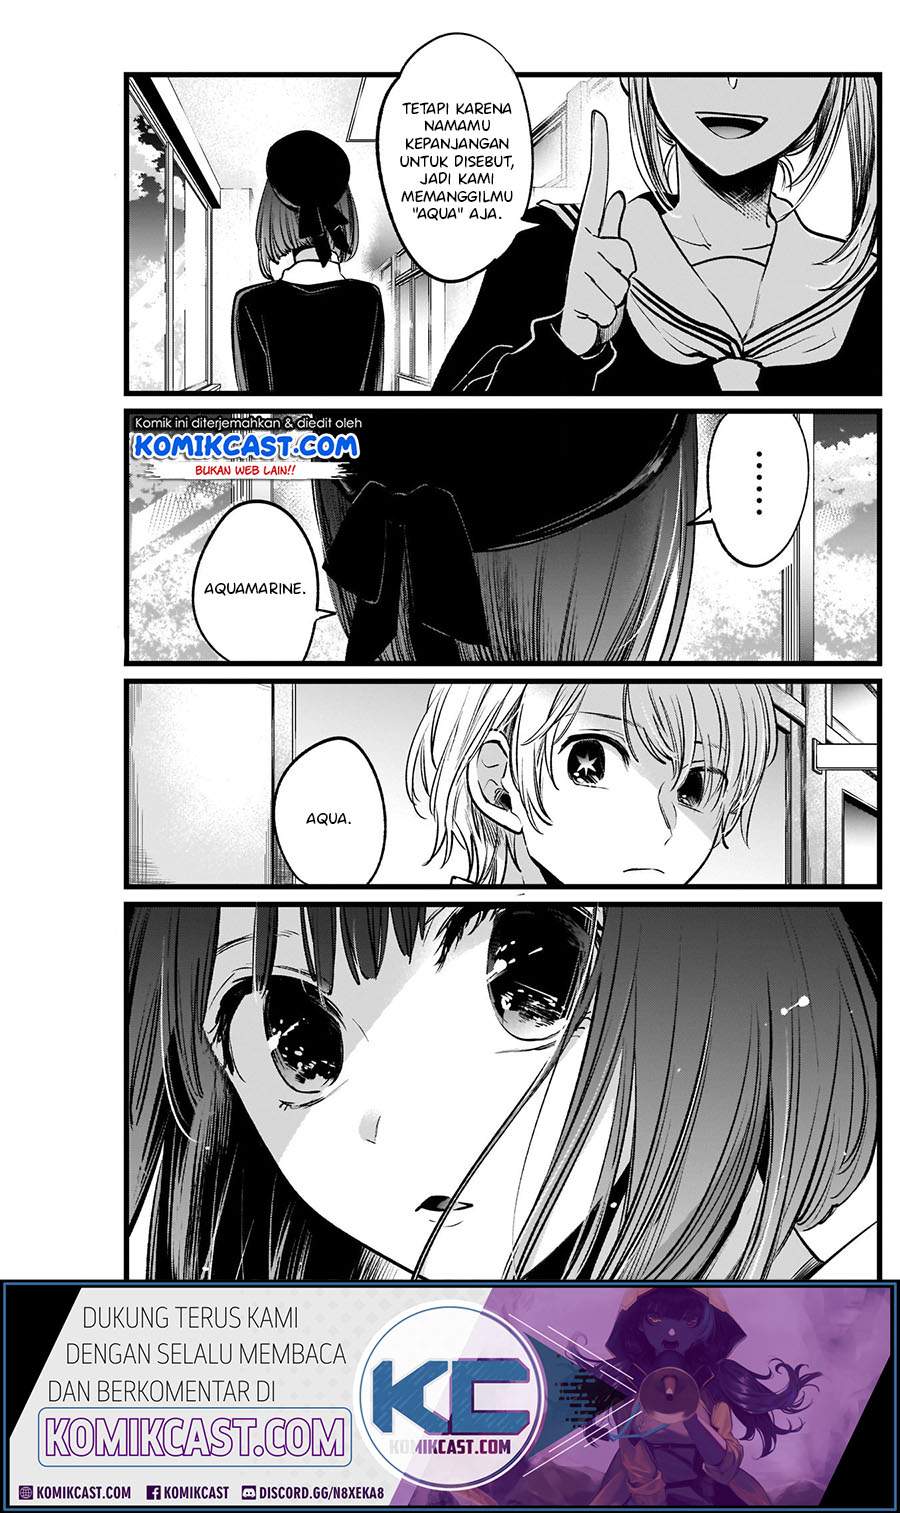 TETAPI KARENA
NAMAMU
KEPANJANGAN
UNTUK DISEBUT,
JADI KAMI
MEMANGGILMU
"AQUA" AJA.
Komik ini diterjemahkan & diedit oleh
KOMIKCAST.COM
BUKAN WEB LAIN!!
......
AQUAMARINE.
AQUA.
DUKUNG TERUS KAMI
DENGAN SELALU MEMBACA
DAN BERKOMENTAR DI
KOMIKCAST.COM
KC
KOMIKCAST.COM
KOMIKCAST.COM KOMIKCAST DISCORD.GG/N8XEKA8